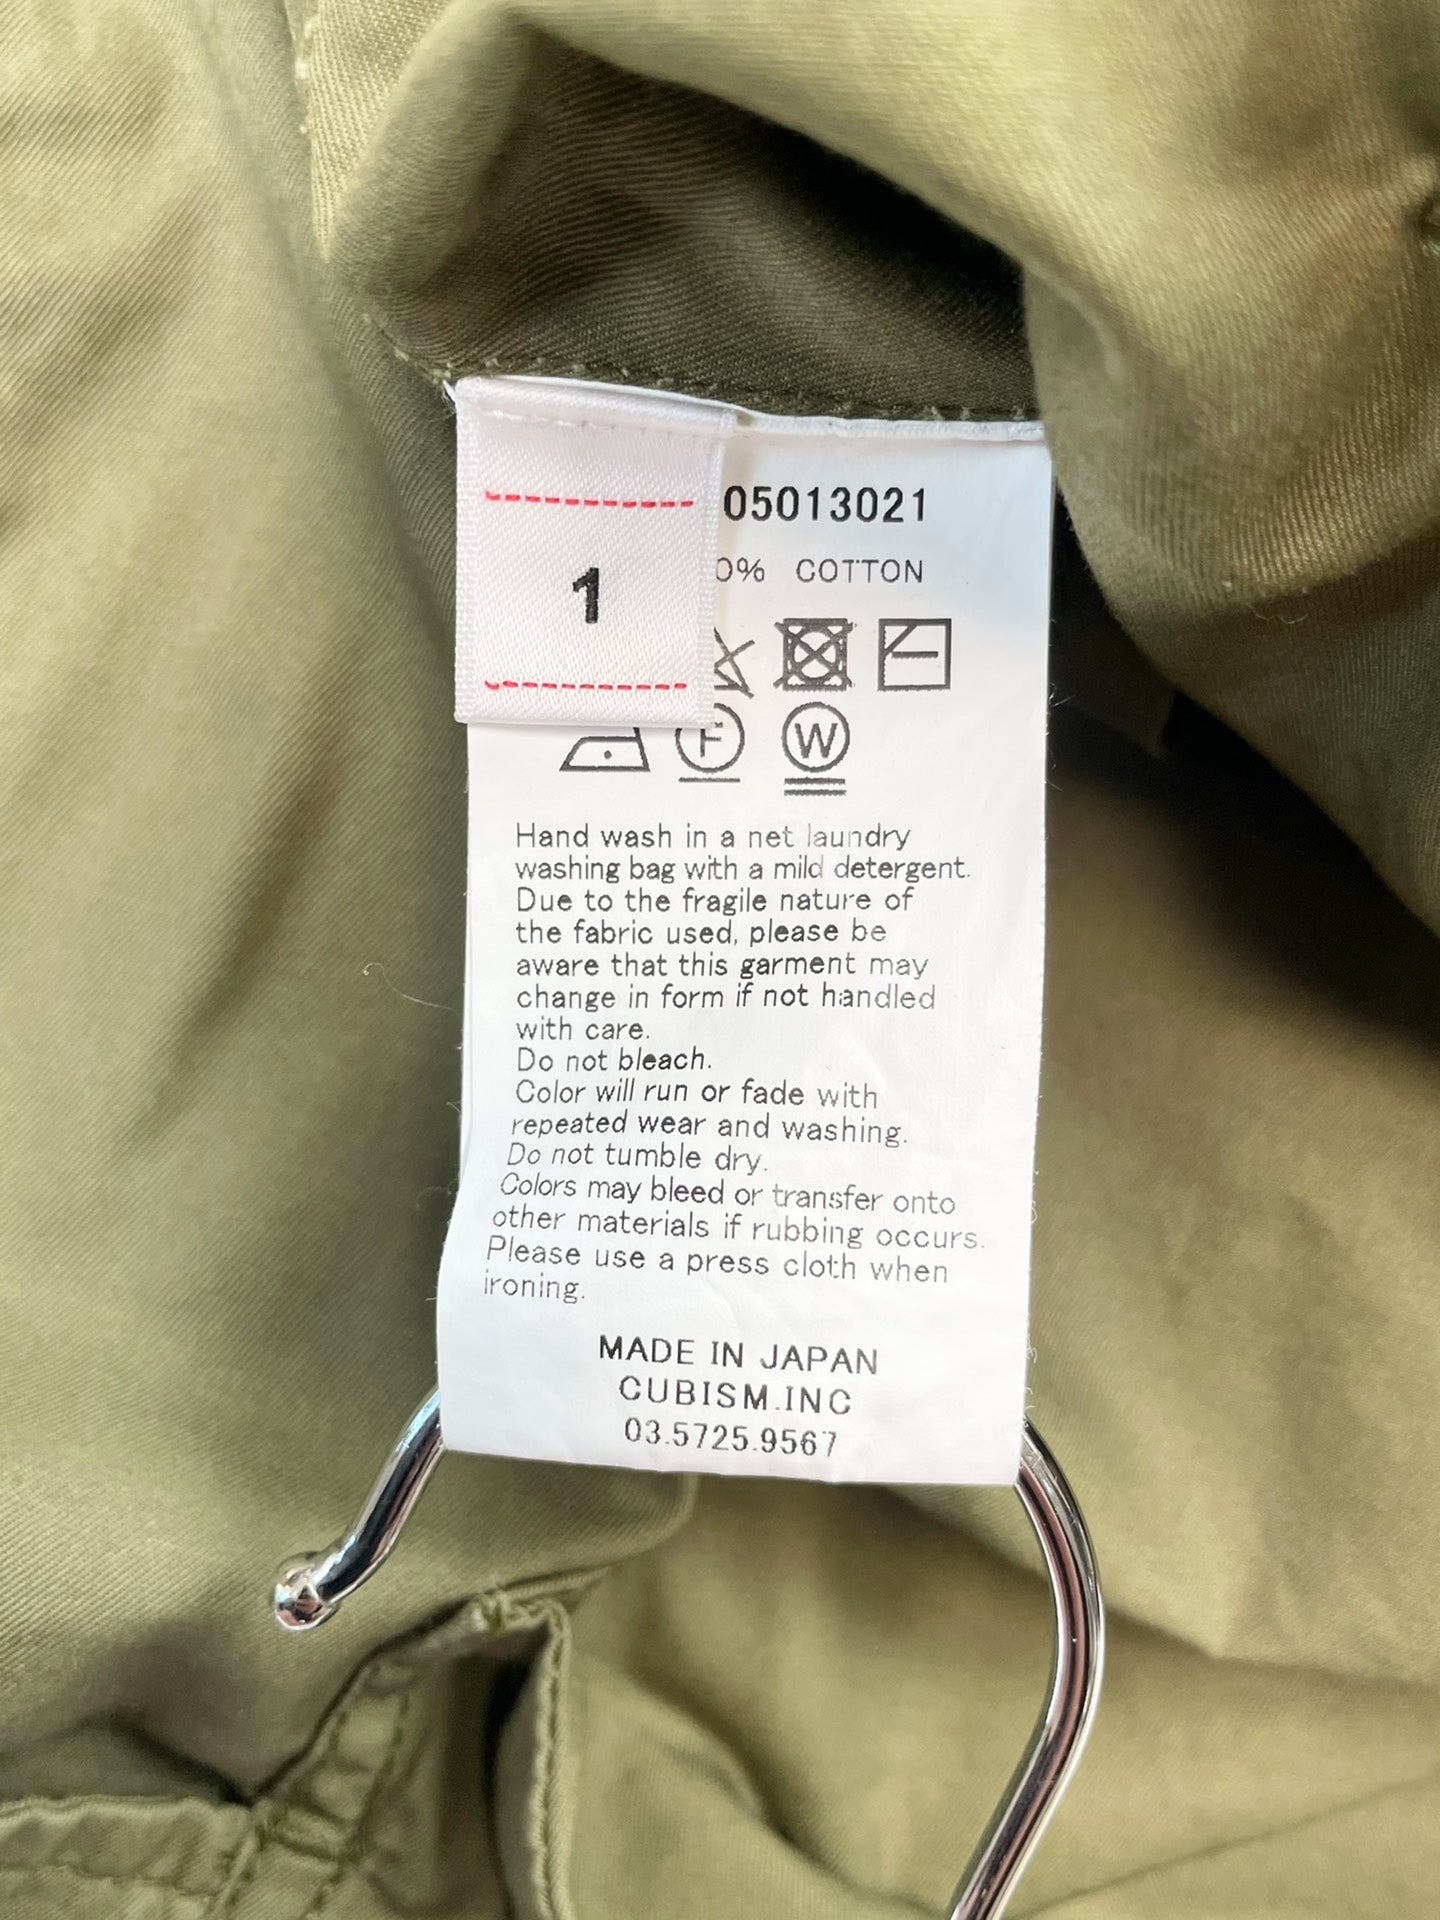 05013021
1
0% COTTON
F
W
Hand wash in a net laundry
washing bag with a mild detergent.
Due to the fragile nature of
the fabric used, please be
aware that this garment may
change in form if not handled
with care.
Do not bleach.
Color will run or fade with
repeated wear and washing.
Do not tumble dry.
Colors may bleed or transfer onto
other materials if rubbing occurs.
Please use a press cloth when
ironing.
MADE IN JAPAN
CUBISM.INC
03.5725.9567